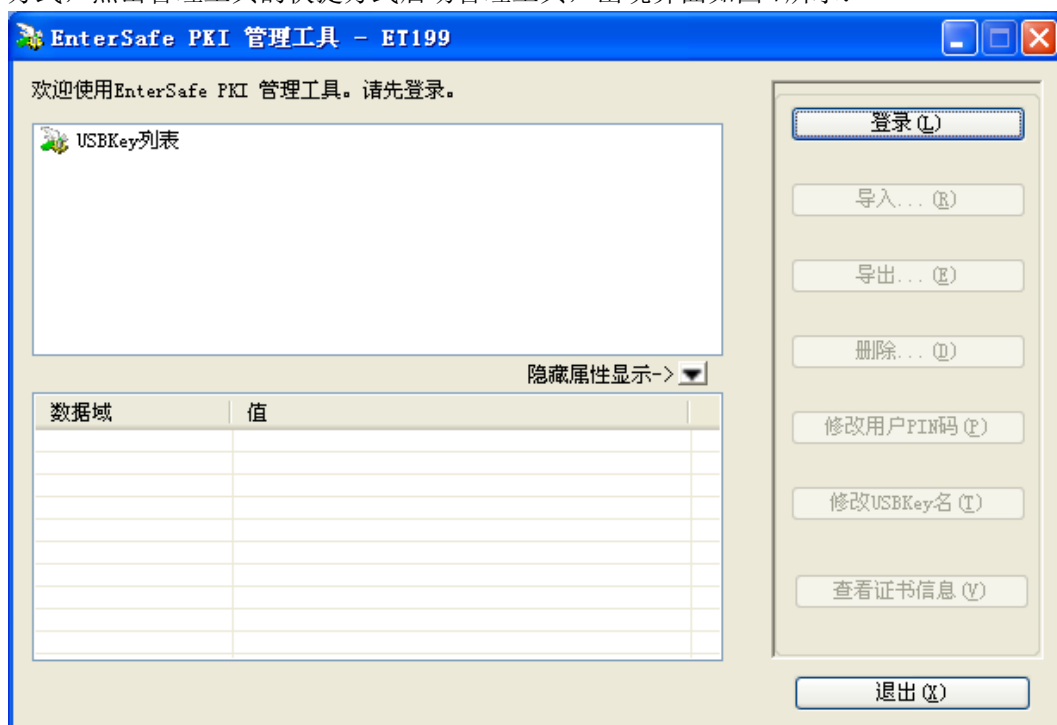 EnterSafe PKI 管理工具 - ET199
欢迎使用EnterSafe PKI 管理工具。请先登录。
USBKey列表
隐藏属性显示->
数据域 值
登录(L)
导入...(R)
导出...(E)
删除...(D)
修改用户PIN码(P)
修改USBKey名(T)
查看证书信息(V)
退出(X)